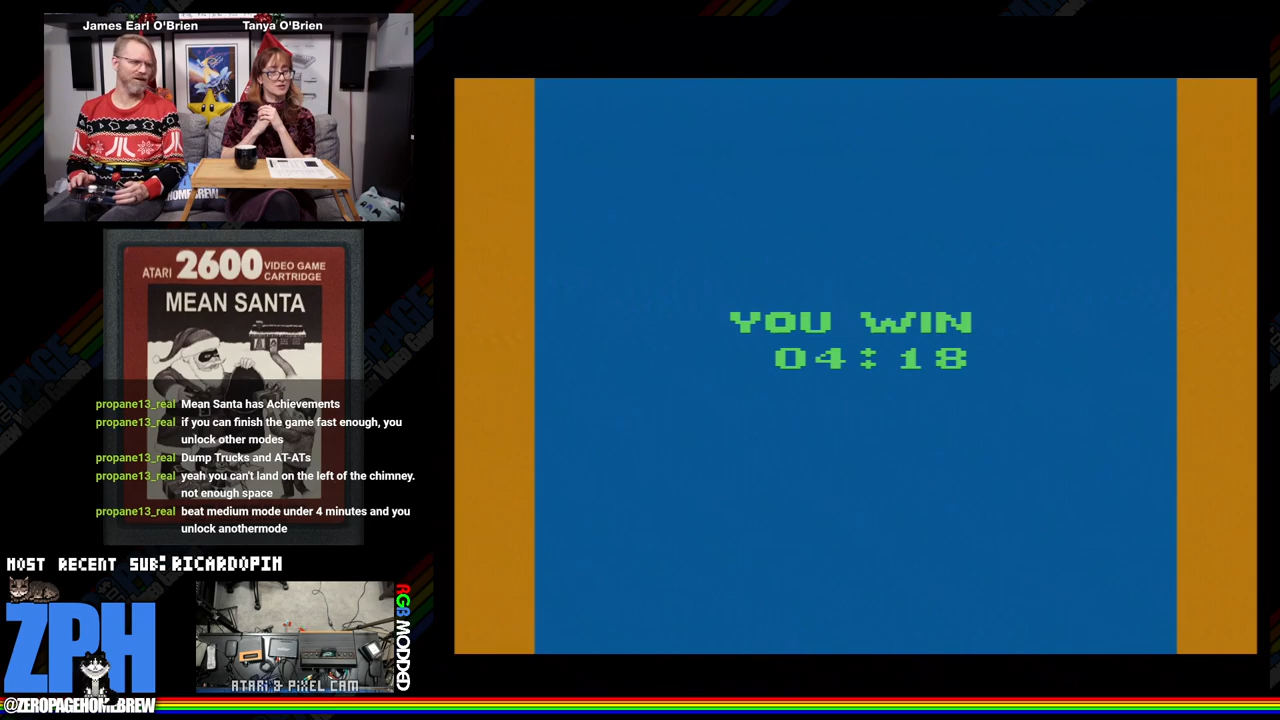 James Earl O'Brien
Tanya O'Brien
HOMEBREW
ATARI 2600 VIDEO GAME CARTRIDGE
MEAN SANTA
propane13_real Mean Santa has Achievements
propane13_real if you can finish the game fast enough, you
unlock other modes
propane13_real Dump Trucks and AT-ATs
propane13_real yeah you can't land on the left of the chimney.
not enough space
propane13_real beat medium mode under 4 minutes and you
unlock anothermode
MOST RECENT SUB: RICARDOPIM
ZPH
@ZEROPAGEHOMEBREW
ATARI & PIXEL CAM
RGB MODDED
YOU WIN
04:18